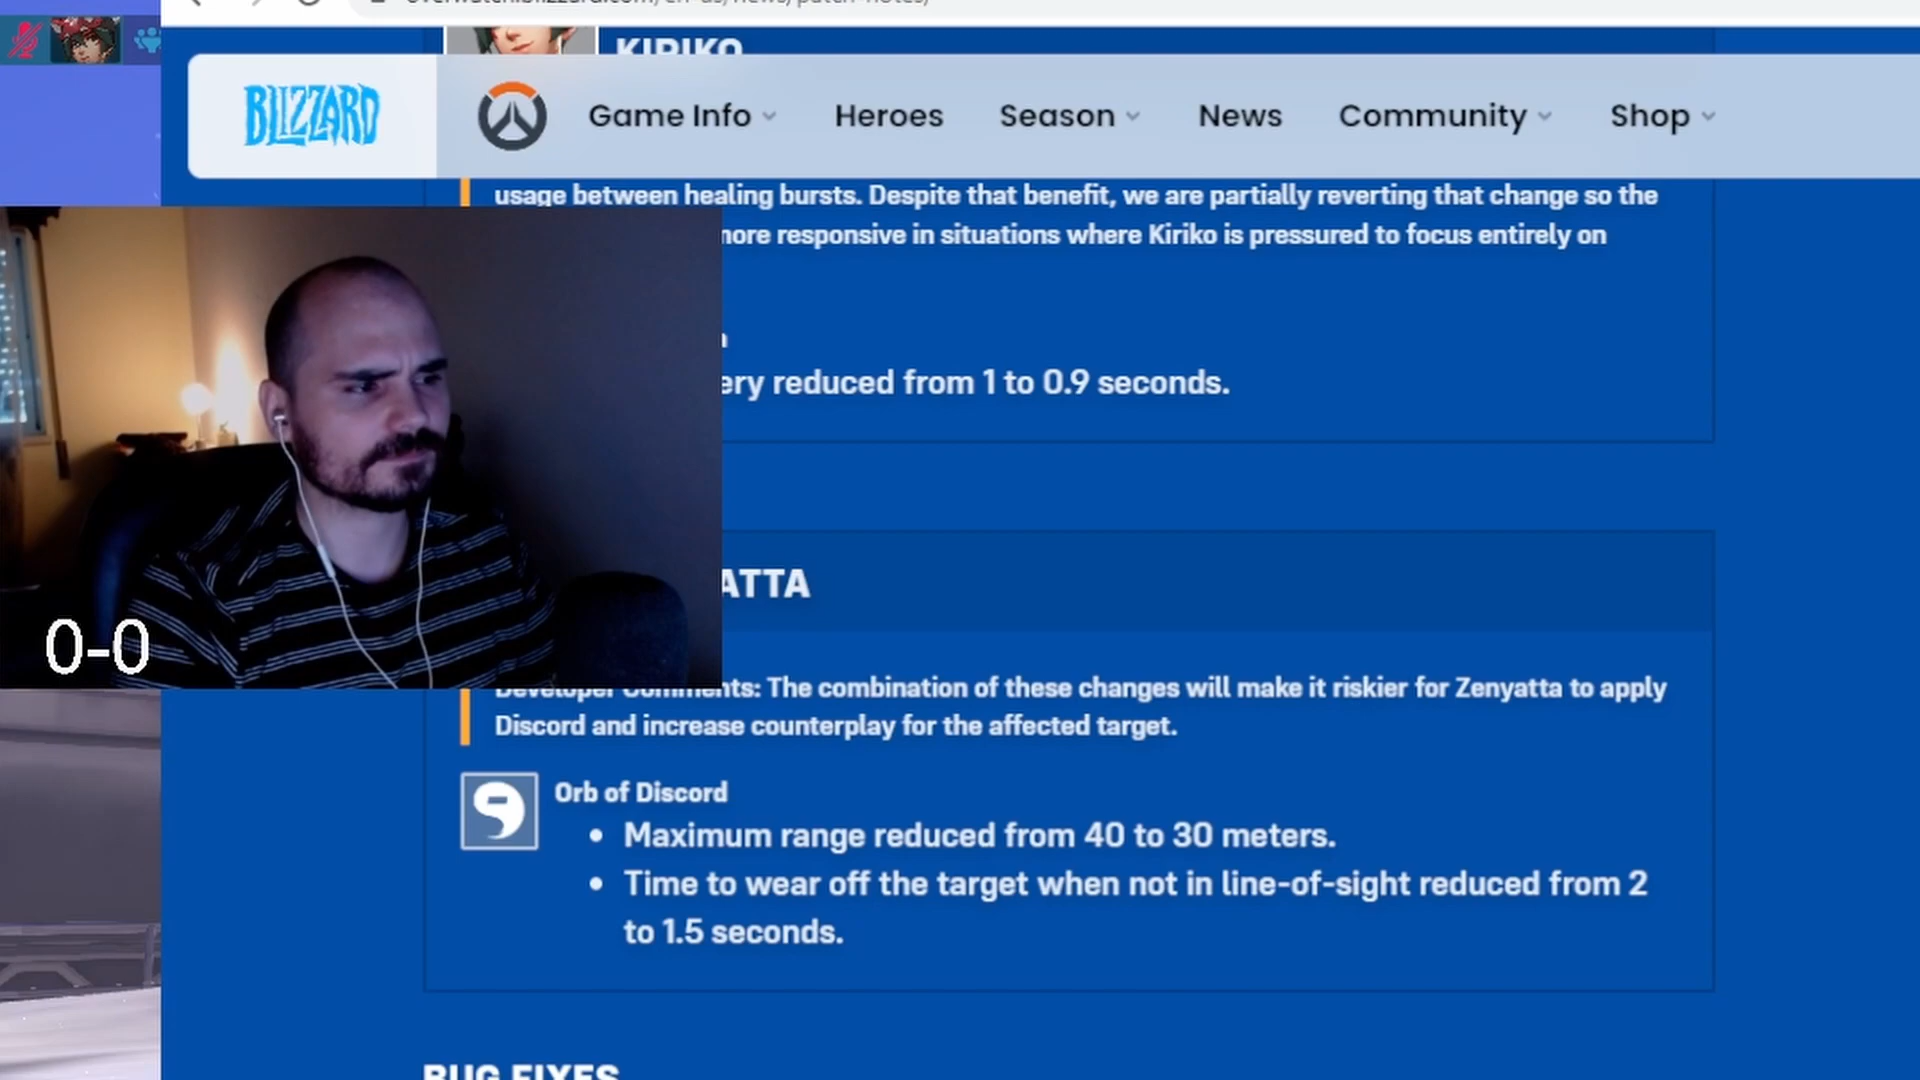 KIRIKO
BLIZZARD
Game Info Heroes Season News Community Shop
usage between healing bursts. Despite that benefit, we are partially reverting that change so the
more responsive in situations where Kiriko is pressured to focus entirely on
ery reduced from 1 to 0.9 seconds.
ATTA
Developer Comments: The combination of these changes will make it riskier for Zenyatta to apply
Discord and increase counterplay for the affected target.
Orb of Discord
• Maximum range reduced from 40 to 30 meters.
• Time to wear off the target when not in line-of-sight reduced from 2
to 1.5 seconds.
0-0
BUG FIXES